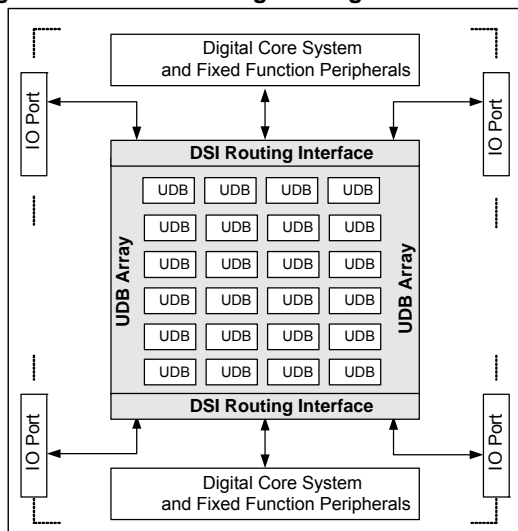 Digital Core System
and Fixed Function Peripherals
IO Port
IO Port
DSI Routing Interface
UDB Array
UDB UDB UDB UDB
UDB UDB UDB UDB
UDB UDB UDB UDB
UDB UDB UDB UDB
UDB UDB UDB UDB
UDB UDB UDB UDB
UDB Array
DSI Routing Interface
IO Port
IO Port
Digital Core System
and Fixed Function Peripherals